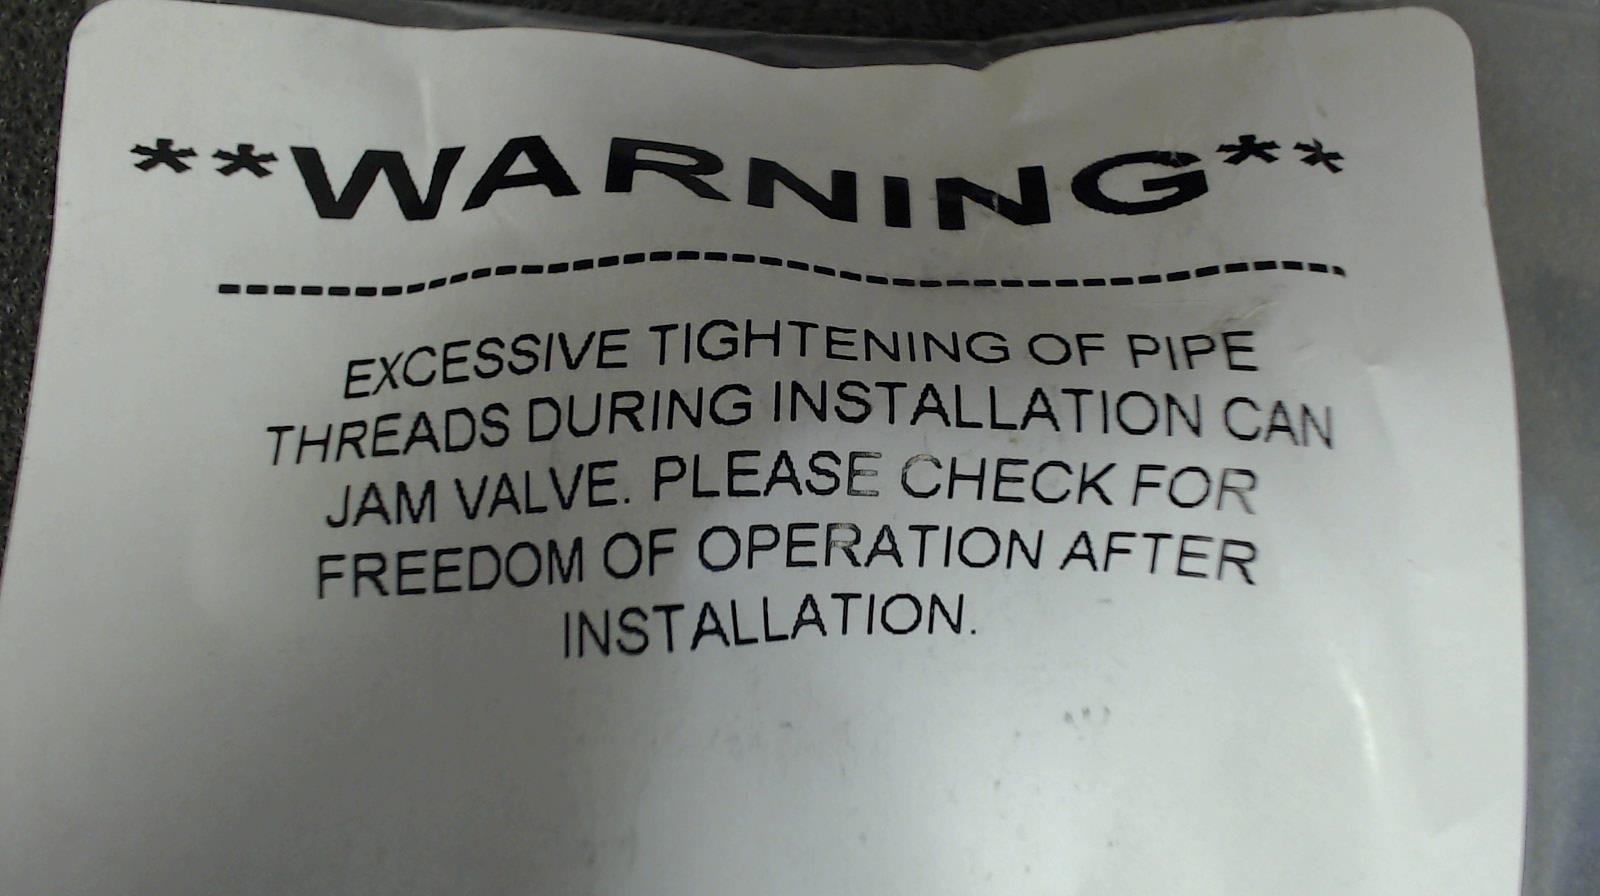 **WARNING**
--------------------------------------------------
EXCESSIVE TIGHTENING OF PIPE
THREADS DURING INSTALLATION CAN
JAM VALVE. PLEASE CHECK FOR
FREEDOM OF OPERATION AFTER
INSTALLATION.